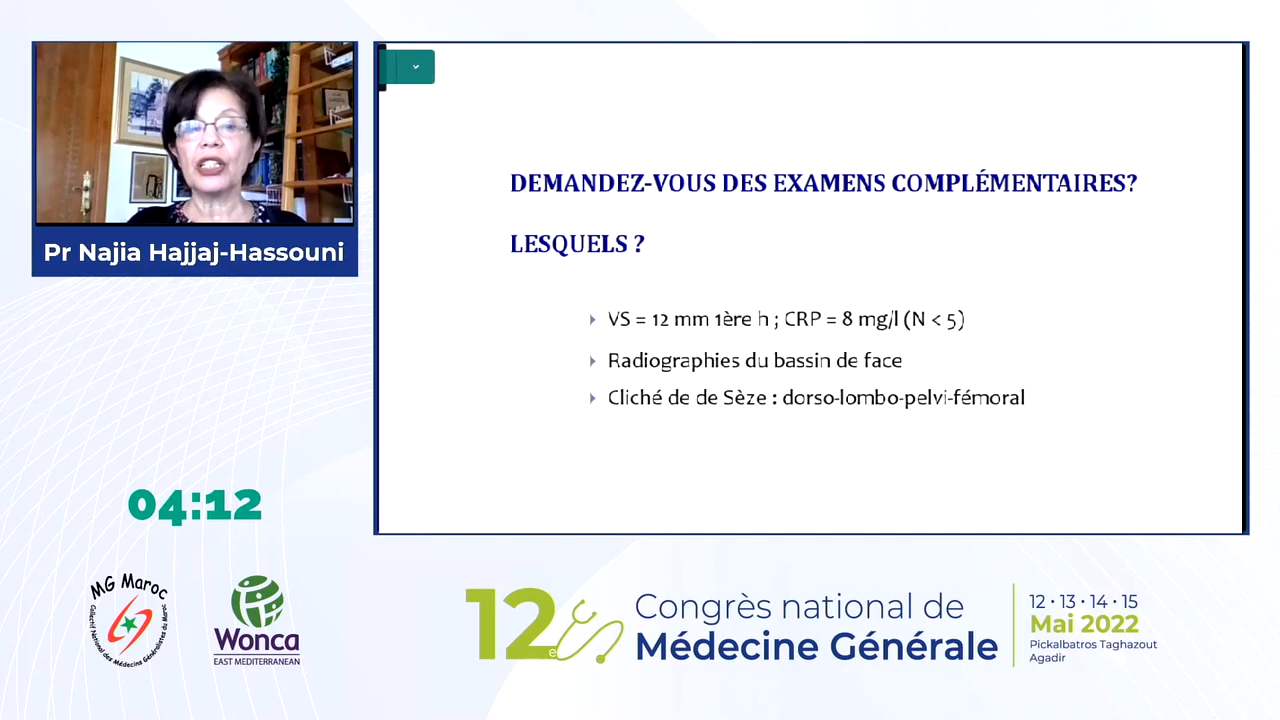 Pr Najia Hajjaj-Hassouni
DEMANDEZ-VOUS DES EXAMENS COMPLÉMENTAIRES?
LESQUELS ?
VS = 12 mm 1ère h ; CRP = 8 mg/l (N < 5)
Radiographies du bassin de face
Cliché de de Sèze : dorso-lombo-pelvi-fémoral
04:12
MG Maroc
Collectif National des Médecins Généralistes du Maroc
Wonca
EAST MEDITERRANEAN
12e
Congrès national de
Médecine Générale
12 • 13 • 14 • 15
Mai 2022
Pickalbatros Taghazout
Agadir